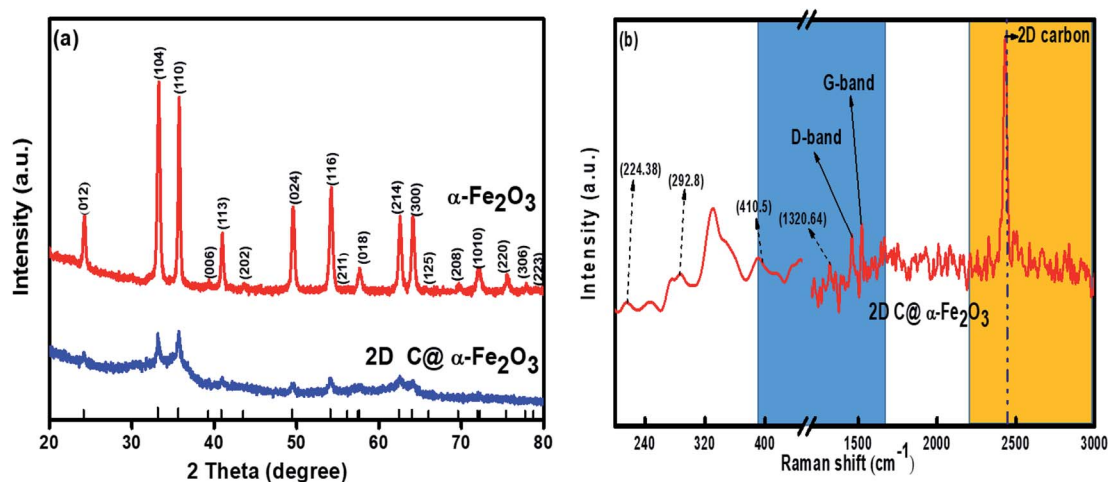 (a)
(012)
(104)
(110)
(006)
(113)
(202)
(024)
(116)
(211)
(018)
(214)
(300)
(125)
(208)
(1010)
(220)
(306)
(223)
α-Fe₂O₃
2D C@ α-Fe₂O₃
Intensity (a.u.)
20 30 40 50 60 70 80
2 Theta (degree)
(b)
2D carbon
G-band
D-band
(224.38)
(292.8)
(410.5)
(1320.64)
2D C@ α-Fe₂O₃
Intensity (a.u.)
240 320 400 1500 2000 2500 3000
Raman shift (cm⁻¹)